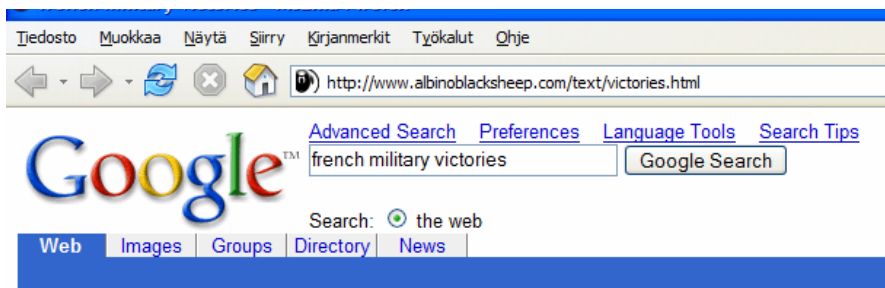 Tiedosto Muokkaa Näytä Siirry Kirjanmerkit Työkalut Ohje
http://www.albinoblacksheep.com/text/victories.html
Advanced Search Preferences Language Tools Search Tips
Google™ french military victories Google Search
Search: the web
Web Images Groups Directory News